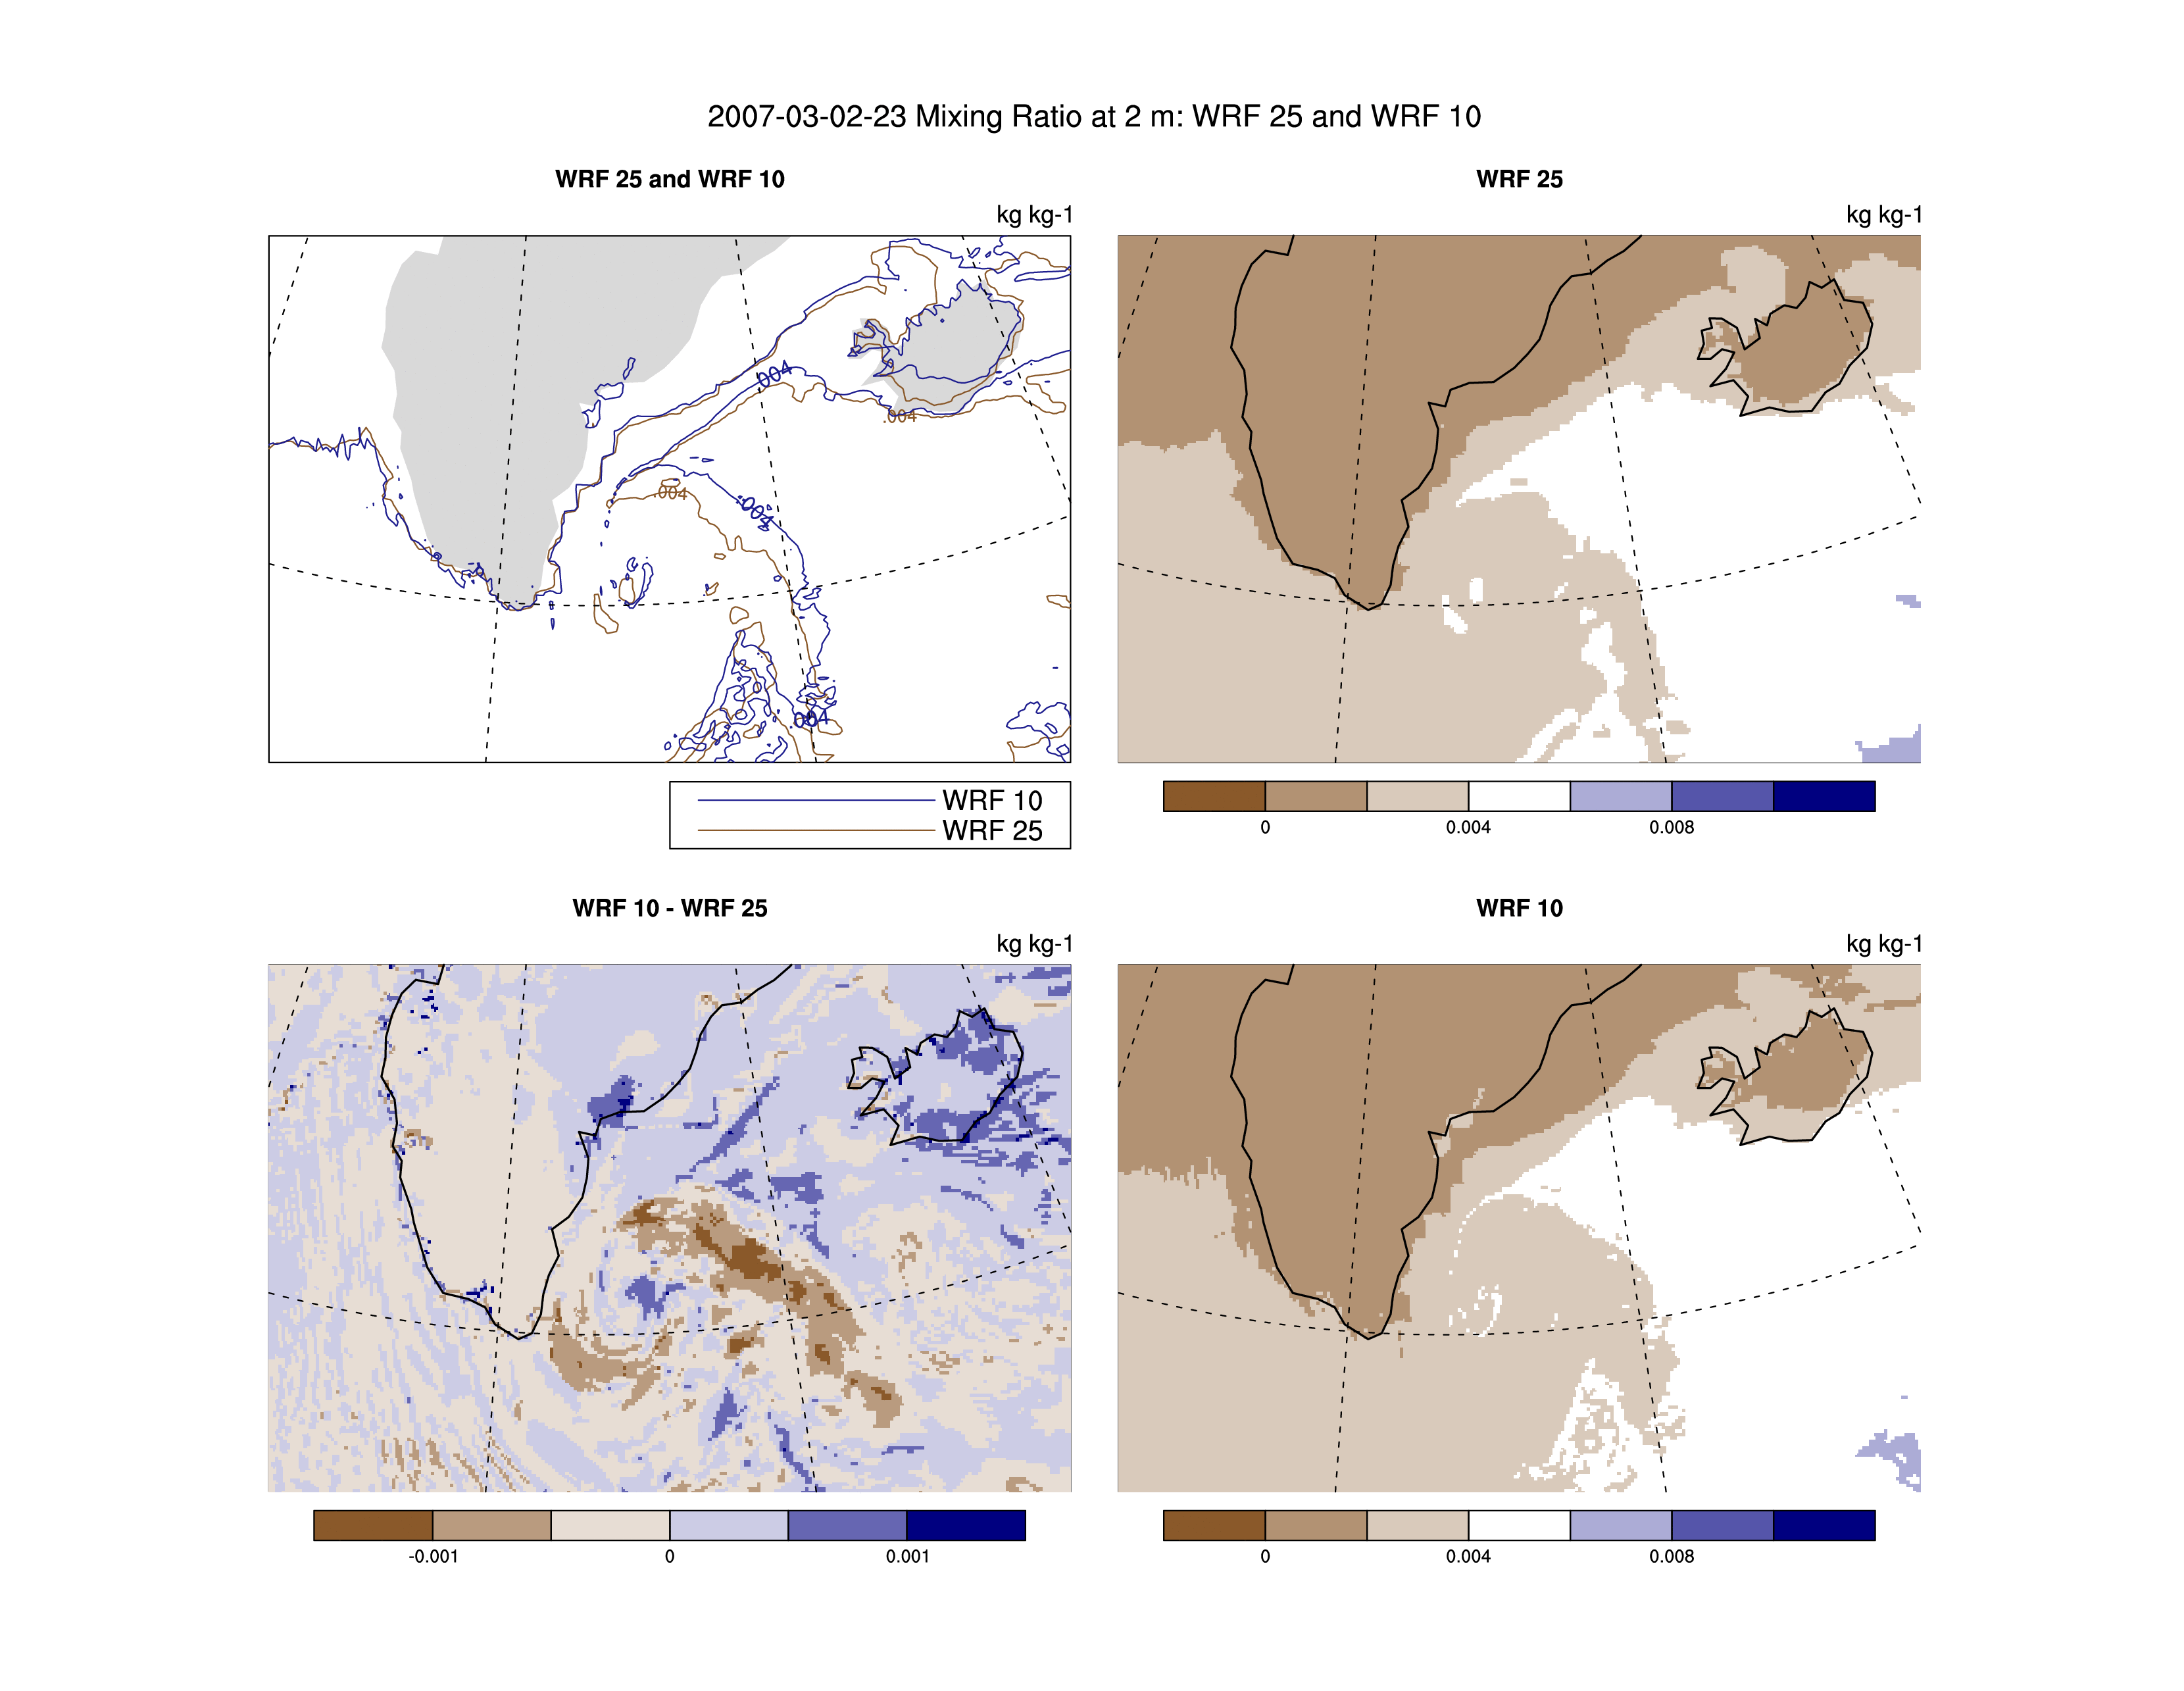 2007-03-02-23 Mixing Ratio at 2 m: WRF 25 and WRF 10
WRF 25 and WRF 10
kg kg-1
.004
.004
.004
.004
.004
WRF 10
WRF 25
WRF 25
kg kg-1
0 0.004 0.008
WRF 10 - WRF 25
kg kg-1
-0.001 0 0.001
WRF 10
kg kg-1
0 0.004 0.008